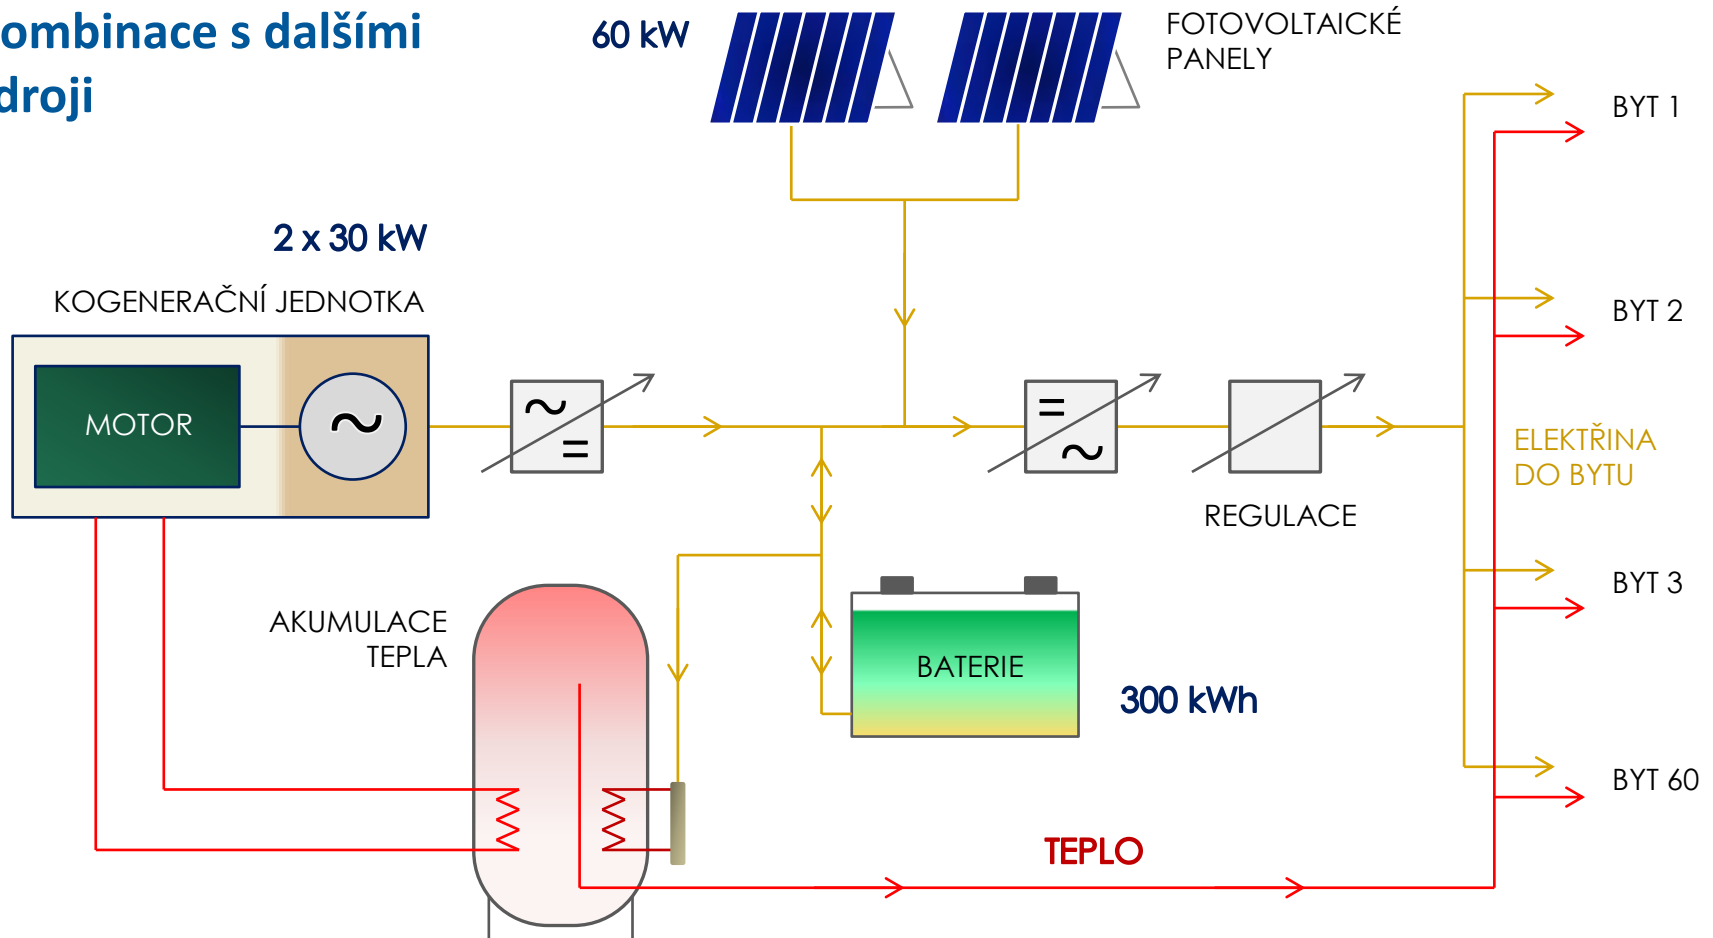 ombinace s dalšími
droji
60 kW
FOTOVOLTAICKÉ
PANELY
BYT 1
2 x 30 kW
KOGENERAČNÍ JEDNOTKA
BYT 2
MOTOR
~
~
=
=
~
ELEKTŘINA
DO BYTU
REGULACE
BYT 3
AKUMULACE
TEPLA
BATERIE
300 kWh
BYT 60
TEPLO